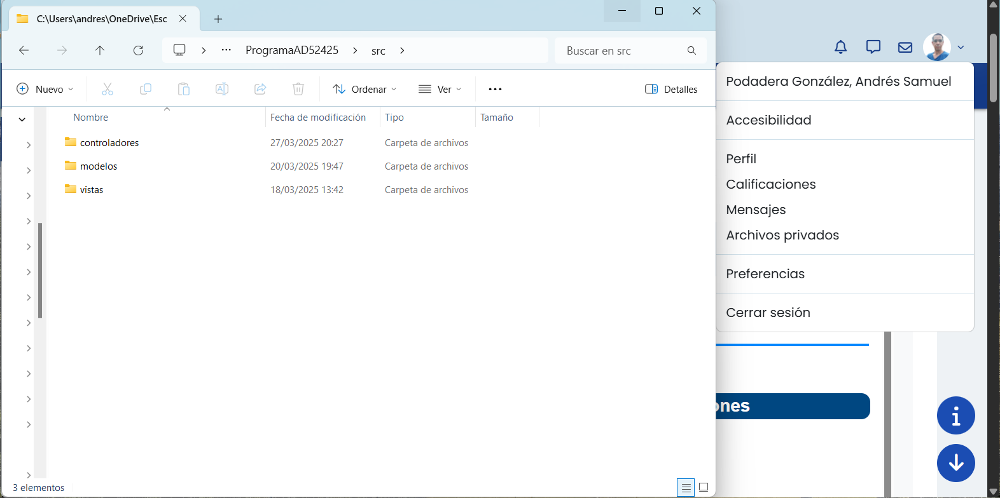 C:\Users\andres\OneDrive\Esc
ProgramaAD52425
src
Buscar en src
Nuevo
Ordenar
Ver
Detalles
Nombre
Fecha de modificación
Tipo
Tamaño
controladores
27/03/2025 20:27
Carpeta de archivos
modelos
20/03/2025 19:47
Carpeta de archivos
vistas
18/03/2025 13:42
Carpeta de archivos
3 elementos
Podadera González, Andrés Samuel
Accesibilidad
Perfil
Calificaciones
Mensajes
Archivos privados
Preferencias
Cerrar sesión
ones